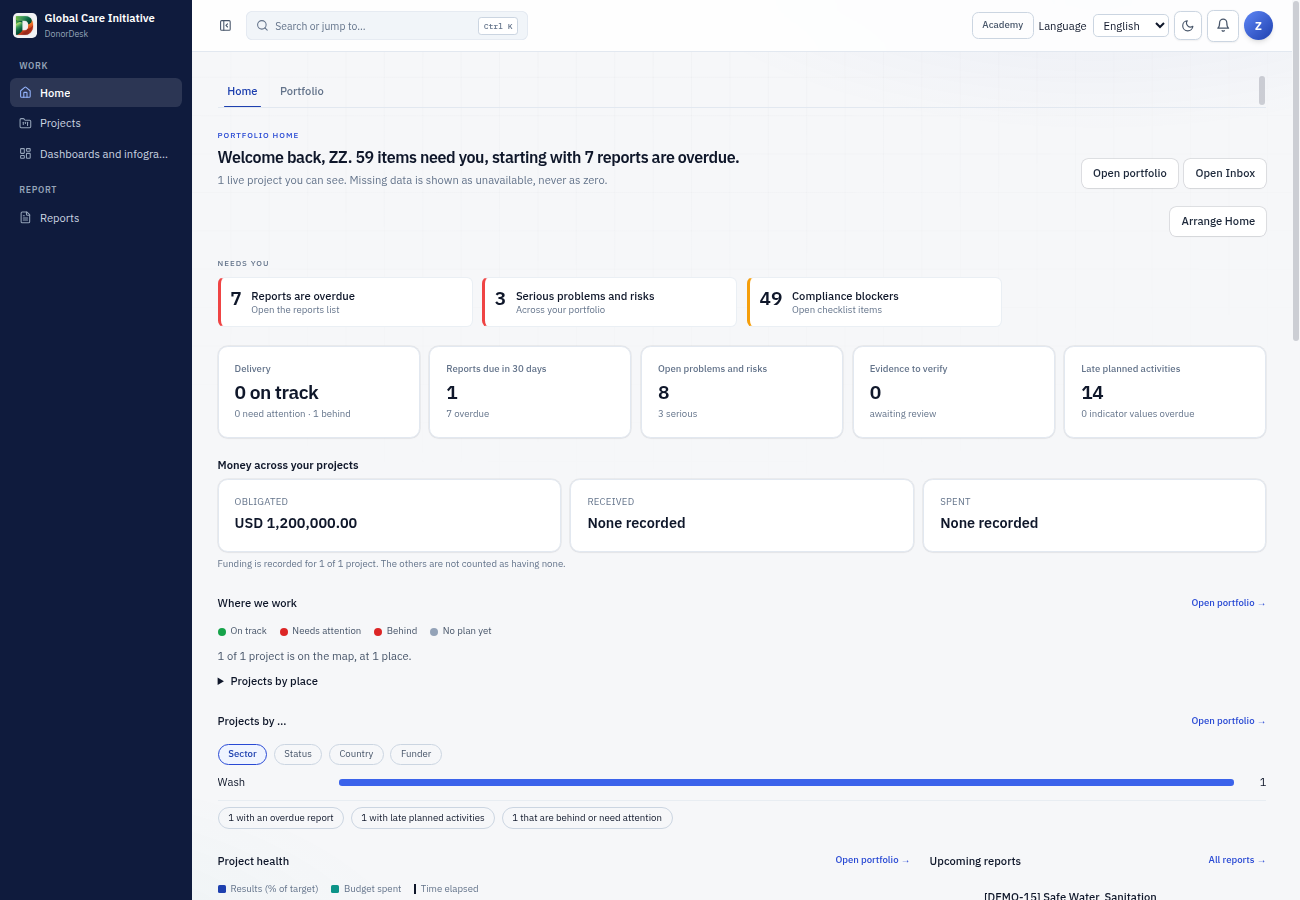 Global Care Initiative
DonorDesk
WORK
Home
Projects
Dashboards and infogra...
REPORT
Reports
Search or jump to...
Ctrl K
Academy
Language
English
Z
Home
Portfolio
PORTFOLIO HOME
Welcome back, ZZ. 59 items need you, starting with 7 reports are overdue.
1 live project you can see. Missing data is shown as unavailable, never as zero.
Open portfolio
Open Inbox
Arrange Home
NEEDS YOU
7
Reports are overdue
Open the reports list
3
Serious problems and risks
Across your portfolio
49
Compliance blockers
Open checklist items
Delivery
0 on track
0 need attention · 1 behind
Reports due in 30 days
1
7 overdue
Open problems and risks
8
3 serious
Evidence to verify
0
awaiting review
Late planned activities
14
0 indicator values overdue
Money across your projects
OBLIGATED
USD 1,200,000.00
RECEIVED
None recorded
SPENT
None recorded
Funding is recorded for 1 of 1 project. The others are not counted as having none.
Where we work
Open portfolio →
On track
Needs attention
Behind
No plan yet
1 of 1 project is on the map, at 1 place.
Projects by place
Projects by ...
Open portfolio →
Sector
Status
Country
Funder
Wash
1
1 with an overdue report
1 with late planned activities
1 that are behind or need attention
Project health
Open portfolio →
Results (% of target)
Budget spent
Time elapsed
Upcoming reports
All reports →
[DEMO-15] Safe Water, Sanitation